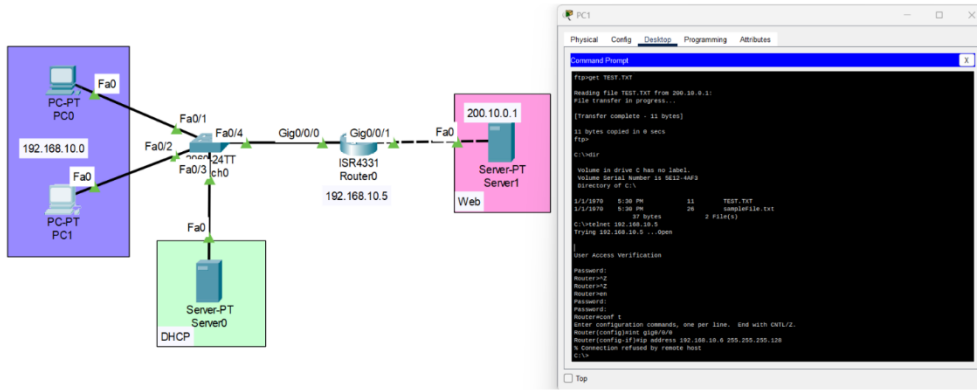 PC-PT
PC0
Fa0
Fa0/1
192.168.10.0
Fa0/2
Fa0
PC-PT
PC1
Fa0/4
-24TT
ch0
Fa0/3
Gig0/0/0
Gig0/0/1
ISR4331
Router0
192.168.10.5
200.10.0.1
Fa0
Server-PT
Server1
Web
Fa0
Server-PT
Server0
DHCP
PC1
Physical Config Desktop Programming Attributes
Command Prompt
X
ftp>get TEST.TXT
Reading file TEST.TXT from 200.10.0.1:
File transfer in progress...
[Transfer complete - 11 bytes]
11 bytes copied in 0 secs
ftp>
C:\>dir
Volume in drive C has no label.
Volume Serial Number is 5E12-4AF3
Directory of C:\
1/1/1970 5:30 PM 11 TEST.TXT
1/1/1970 5:30 PM 26 sampleFile.txt
37 bytes 2 File(s)
C:\>telnet 192.168.10.5
Trying 192.168.10.5 ...Open
User Access Verification
Password:
Router>^Z
Router>^Z
Router>en
Password:
Password:
Router#conf t
Enter configuration commands, one per line. End with CNTL/Z.
Router(config)#int gig0/0/0
Router(config-if)#ip address 192.168.10.6 255.255.255.128
% Connection refused by remote host
C:\>
Top